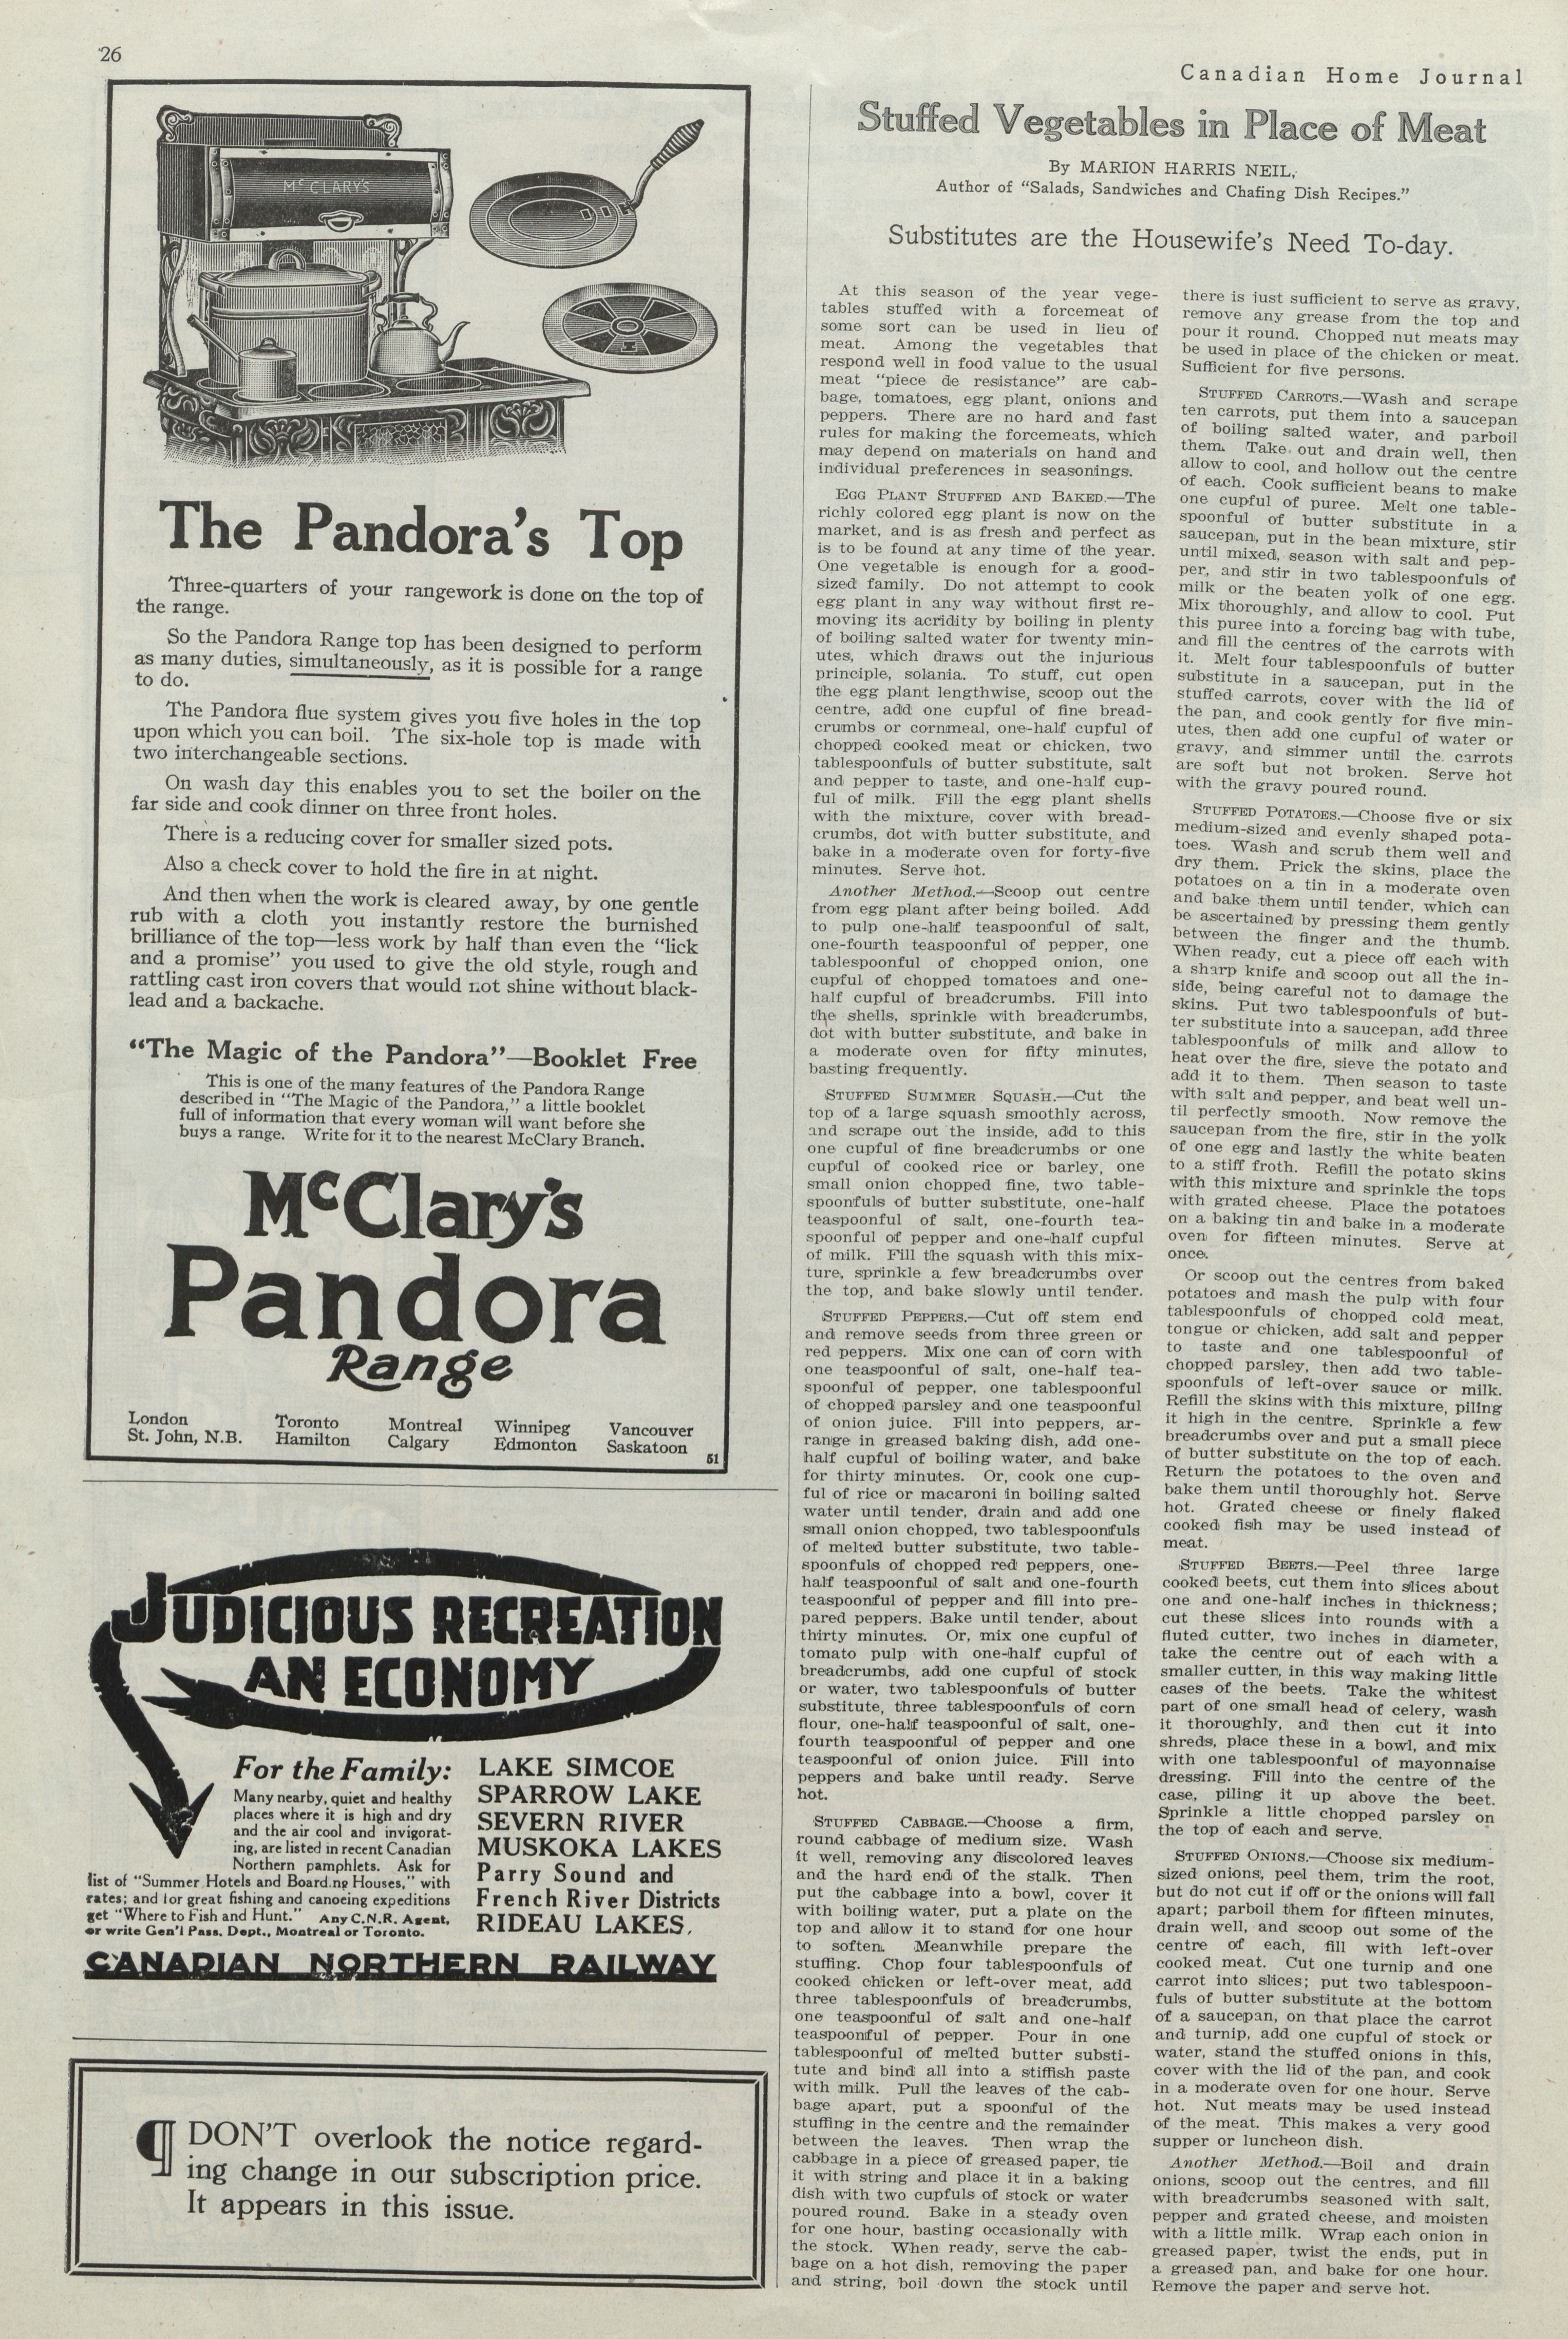 26
Canadian Home Journal
McCLARY'S
The Pandora's Top
Three-quarters of your rangework is done on the top of
the range.
So the Pandora Range top has been designed to perform
as many duties, simultaneously, as it is possible for a range
to do.
The Pandora flue system gives you five holes in the top
upon which you can boil. The six-hole top is made with
two interchangeable sections.
On wash day this enables you to set the boiler on the
far side and cook dinner on three front holes.
There is a reducing cover for smaller sized pots.
Also a check cover to hold the fire in at night.
And then when the work is cleared away, by one gentle
rub with a cloth you instantly restore the burnished
brilliance of the top—less work by half than even the "lick
and a promise" you used to give the old style, rough and
rattling cast iron covers that would not shine without black-
lead and a backache.
"The Magic of the Pandora"—Booklet Free
This is one of the many features of the Pandora Range
described in "The Magic of the Pandora," a little booklet
full of information that every woman will want before she
buys a range. Write for it to the nearest McClary Branch.
McClary's
Pandora
Range
London Toronto Montreal Winnipeg Vancouver
St. John, N.B. Hamilton Calgary Edmonton Saskatoon
51
JUDICIOUS RECREATION
AN ECONOMY
For the Family:
Many nearby, quiet and healthy
places where it is high and dry
and the air cool and invigorat-
ing, are listed in recent Canadian
Northern pamphlets. Ask for
list of "Summer Hotels and Board.ng Houses," with
rates; and for great fishing and canoeing expeditions
get "Where to Fish and Hunt." Any C.N.R. Agent,
or write Gen'l Pass. Dept., Montreal or Toronto.
LAKE SIMCOE
SPARROW LAKE
SEVERN RIVER
MUSKOKA LAKES
Parry Sound and
French River Districts
RIDEAU LAKES,
CANADIAN NORTHERN RAILWAY
¶ DON'T overlook the notice regard-
ing change in our subscription price.
It appears in this issue.
Stuffed Vegetables in Place of Meat
By MARION HARRIS NEIL,
Author of "Salads, Sandwiches and Chafing Dish Recipes."
Substitutes are the Housewife's Need To-day.
At this season of the year vege-
tables stuffed with a forcemeat of
some sort can be used in lieu of
meat. Among the vegetables that
respond well in food value to the usual
meat "piece de resistance" are cab-
bage, tomatoes, egg plant, onions and
peppers. There are no hard and fast
rules for making the forcemeats, which
may depend on materials on hand and
individual preferences in seasonings.
EGG PLANT STUFFED AND BAKED.—The
richly colored egg plant is now on the
market, and is as fresh and perfect as
is to be found at any time of the year.
One vegetable is enough for a good-
sized family. Do not attempt to cook
egg plant in any way without first re-
moving its acridity by boiling in plenty
of boiling salted water for twenty min-
utes, which draws out the injurious
principle, solania. To stuff, cut open
the egg plant lengthwise, scoop out the
centre, add one cupful of fine bread-
crumbs or cornmeal, one-half cupful of
chopped cooked meat or chicken, two
tablespoonfuls of butter substitute, salt
and pepper to taste, and one-half cup-
ful of milk. Fill the egg plant shells
with the mixture, cover with bread-
crumbs, dot with butter substitute, and
bake in a moderate oven for forty-five
minutes. Serve hot.
Another Method.—Scoop out centre
from egg plant after being boiled. Add
to pulp one-half teaspoonful of salt,
one-fourth teaspoonful of pepper, one
tablespoonful of chopped onion, one
cupful of chopped tomatoes and one-
half cupful of breadcrumbs. Fill into
the shells, sprinkle with breadcrumbs,
dot with butter substitute, and bake in
a moderate oven for fifty minutes,
basting frequently.
STUFFED SUMMER SQUASH.—Cut the
top of a large squash smoothly across,
and scrape out the inside, add to this
one cupful of fine breadcrumbs or one
cupful of cooked rice or barley, one
small onion chopped fine, two table-
spoonfuls of butter substitute, one-half
teaspoonful of salt, one-fourth tea-
spoonful of pepper and one-half cupful
of milk. Fill the squash with this mix-
ture, sprinkle a few breadcrumbs over
the top, and bake slowly until tender.
STUFFED PEPPERS.—Cut off stem end
and remove seeds from three green or
red peppers. Mix one can of corn with
one teaspoonful of salt, one-half tea-
spoonful of pepper, one tablespoonful
of chopped parsley and one teaspoonful
of onion juice. Fill into peppers, ar-
range in greased baking dish, add one-
half cupful of boiling water, and bake
for thirty minutes. Or, cook one cup-
ful of rice or macaroni in boiling salted
water until tender, drain and add one
small onion chopped, two tablespoonfuls
of melted butter substitute, two table-
spoonfuls of chopped red peppers, one-
half teaspoonful of salt and one-fourth
teaspoonful of pepper and fill into pre-
pared peppers. Bake until tender, about
thirty minutes. Or, mix one cupful of
tomato pulp with one-half cupful of
breadcrumbs, add one cupful of stock
or water, two tablespoonfuls of butter
substitute, three tablespoonfuls of corn
flour, one-half teaspoonful of salt, one-
fourth teaspoonful of pepper and one
teaspoonful of onion juice. Fill into
peppers and bake until ready. Serve
hot.
STUFFED CABBAGE.—Choose a firm,
round cabbage of medium size. Wash
it well, removing any discolored leaves
and the hard end of the stalk. Then
put the cabbage into a bowl, cover it
with boiling water, put a plate on the
top and allow it to stand for one hour
to soften. Meanwhile prepare the
stuffing. Chop four tablespoonfuls of
cooked chicken or left-over meat, add
three tablespoonfuls of breadcrumbs,
one teaspoonful of salt and one-half
teaspoonful of pepper. Pour in one
tablespoonful of melted butter substi-
tute and bind all into a stiffish paste
with milk. Pull the leaves of the cab-
bage apart, put a spoonful of the
stuffing in the centre and the remainder
between the leaves. Then wrap the
cabbage in a piece of greased paper, tie
it with string and place it in a baking
dish with two cupfuls of stock or water
poured round. Bake in a steady oven
for one hour, basting occasionally with
the stock. When ready, serve the cab-
bage on a hot dish, removing the paper
and string, boil down the stock until
there is just sufficient to serve as gravy,
remove any grease from the top and
pour it round. Chopped nut meats may
be used in place of the chicken or meat.
Sufficient for five persons.
STUFFED CARROTS.—Wash and scrape
ten carrots, put them into a saucepan
of boiling salted water, and parboil
them. Take out and drain well, then
allow to cool, and hollow out the centre
of each. Cook sufficient beans to make
one cupful of puree. Melt one table-
spoonful of butter substitute in a
saucepan, put in the bean mixture, stir
until mixed, season with salt and pep-
per, and stir in two tablespoonfuls of
milk or the beaten yolk of one egg.
Mix thoroughly, and allow to cool. Put
this puree into a forcing bag with tube,
and fill the centres of the carrots with
it. Melt four tablespoonfuls of butter
substitute in a saucepan, put in the
stuffed carrots, cover with the lid of
the pan, and cook gently for five min-
utes, then add one cupful of water or
gravy, and simmer until the carrots
are soft but not broken. Serve hot
with the gravy poured round.
STUFFED POTATOES.—Choose five or six
medium-sized and evenly shaped pota-
toes. Wash and scrub them well and
dry them. Prick the skins, place the
potatoes on a tin in a moderate oven
and bake them until tender, which can
be ascertained by pressing them gently
between the finger and the thumb.
When ready, cut a piece off each with
a sharp knife and scoop out all the in-
side, being careful not to damage the
skins. Put two tablespoonfuls of but-
ter substitute into a saucepan, add three
tablespoonfuls of milk and allow to
heat over the fire, sieve the potato and
add it to them. Then season to taste
with salt and pepper, and beat well un-
til perfectly smooth. Now remove the
saucepan from the fire, stir in the yolk
of one egg and lastly the white beaten
to a stiff froth. Refill the potato skins
with this mixture and sprinkle the tops
with grated cheese. Place the potatoes
on a baking tin and bake in a moderate
oven for fifteen minutes. Serve at
once.
Or scoop out the centres from baked
potatoes and mash the pulp with four
tablespoonfuls of chopped cold meat,
tongue or chicken, add salt and pepper
to taste and one tablespoonful of
chopped parsley, then add two table-
spoonfuls of left-over sauce or milk.
Refill the skins with this mixture, piling
it high in the centre. Sprinkle a few
breadcrumbs over and put a small piece
of butter substitute on the top of each.
Return the potatoes to the oven and
bake them until thoroughly hot. Serve
hot. Grated cheese or finely flaked
cooked fish may be used instead of
meat.
STUFFED BEETS.—Peel three large
cooked beets, cut them into slices about
one and one-half inches in thickness;
cut these slices into rounds with a
fluted cutter, two inches in diameter,
take the centre out of each with a
smaller cutter, in this way making little
cases of the beets. Take the whitest
part of one small head of celery, wash
it thoroughly, and then cut it into
shreds, place these in a bowl, and mix
with one tablespoonful of mayonnaise
dressing. Fill into the centre of the
case, piling it up above the beet.
Sprinkle a little chopped parsley on
the top of each and serve.
STUFFED ONIONS.—Choose six medium-
sized onions, peel them, trim the root,
but do not cut if off or the onions will fall
apart; parboil them for fifteen minutes,
drain well, and scoop out some of the
centre of each, fill with left-over
cooked meat. Cut one turnip and one
carrot into slices; put two tablespoon-
fuls of butter substitute at the bottom
of a saucepan, on that place the carrot
and turnip, add one cupful of stock or
water, stand the stuffed onions in this,
cover with the lid of the pan, and cook
in a moderate oven for one hour. Serve
hot. Nut meats may be used instead
of the meat. This makes a very good
supper or luncheon dish.
Another Method.—Boil and drain
onions, scoop out the centres, and fill
with breadcrumbs seasoned with salt,
pepper and grated cheese, and moisten
with a little milk. Wrap each onion in
greased paper, twist the ends, put in
a greased pan, and bake for one hour.
Remove the paper and serve hot.